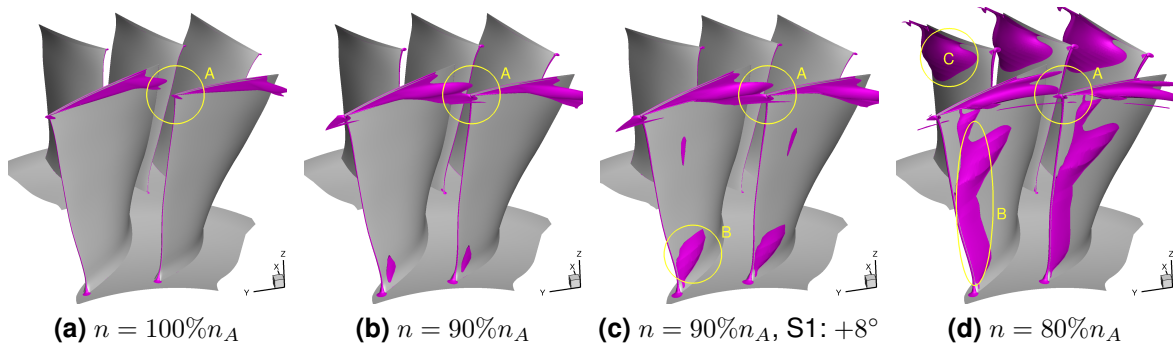 A
Z
X
Y
(a) n = 100%n_A
A
Z
X
Y
(b) n = 90%n_A
A
B
Z
X
Y
(c) n = 90%n_A, S1: +8°
C
A
B
Z
X
Y
(d) n = 80%n_A